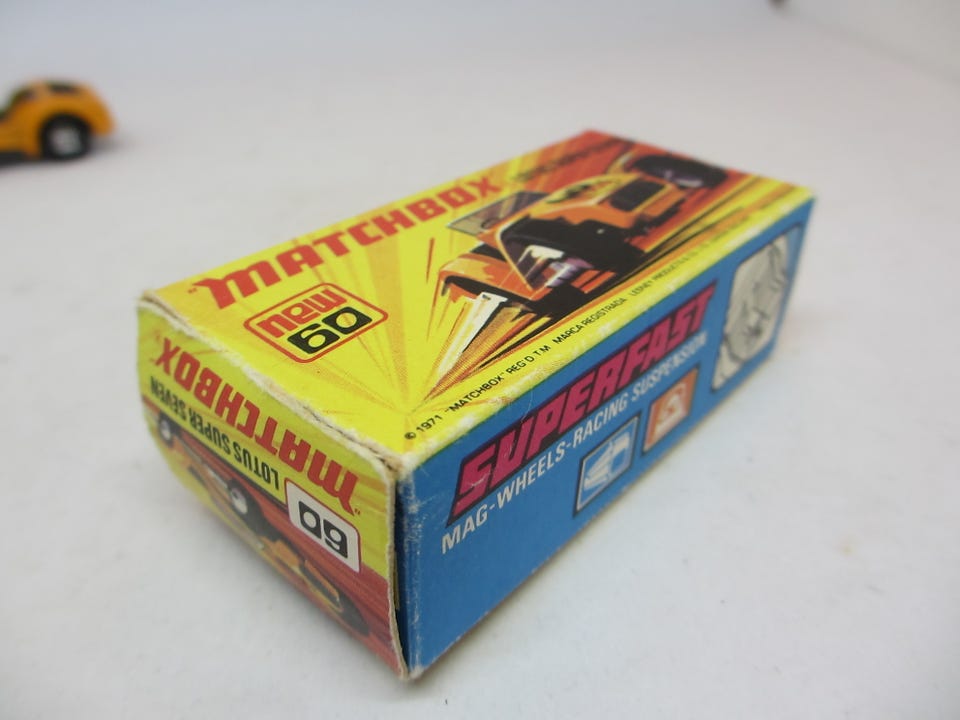 "MATCHBOX
new
60
© 1971 "MATCHBOX" REG'D T M MARCA REGISTRADA LESNEY PRODUCTS & CO
SUPERFAST
MAG-WHEELS-RACING SUSPENSION
"MATCHBOX"
LOTUS SUPER SEVEN
60